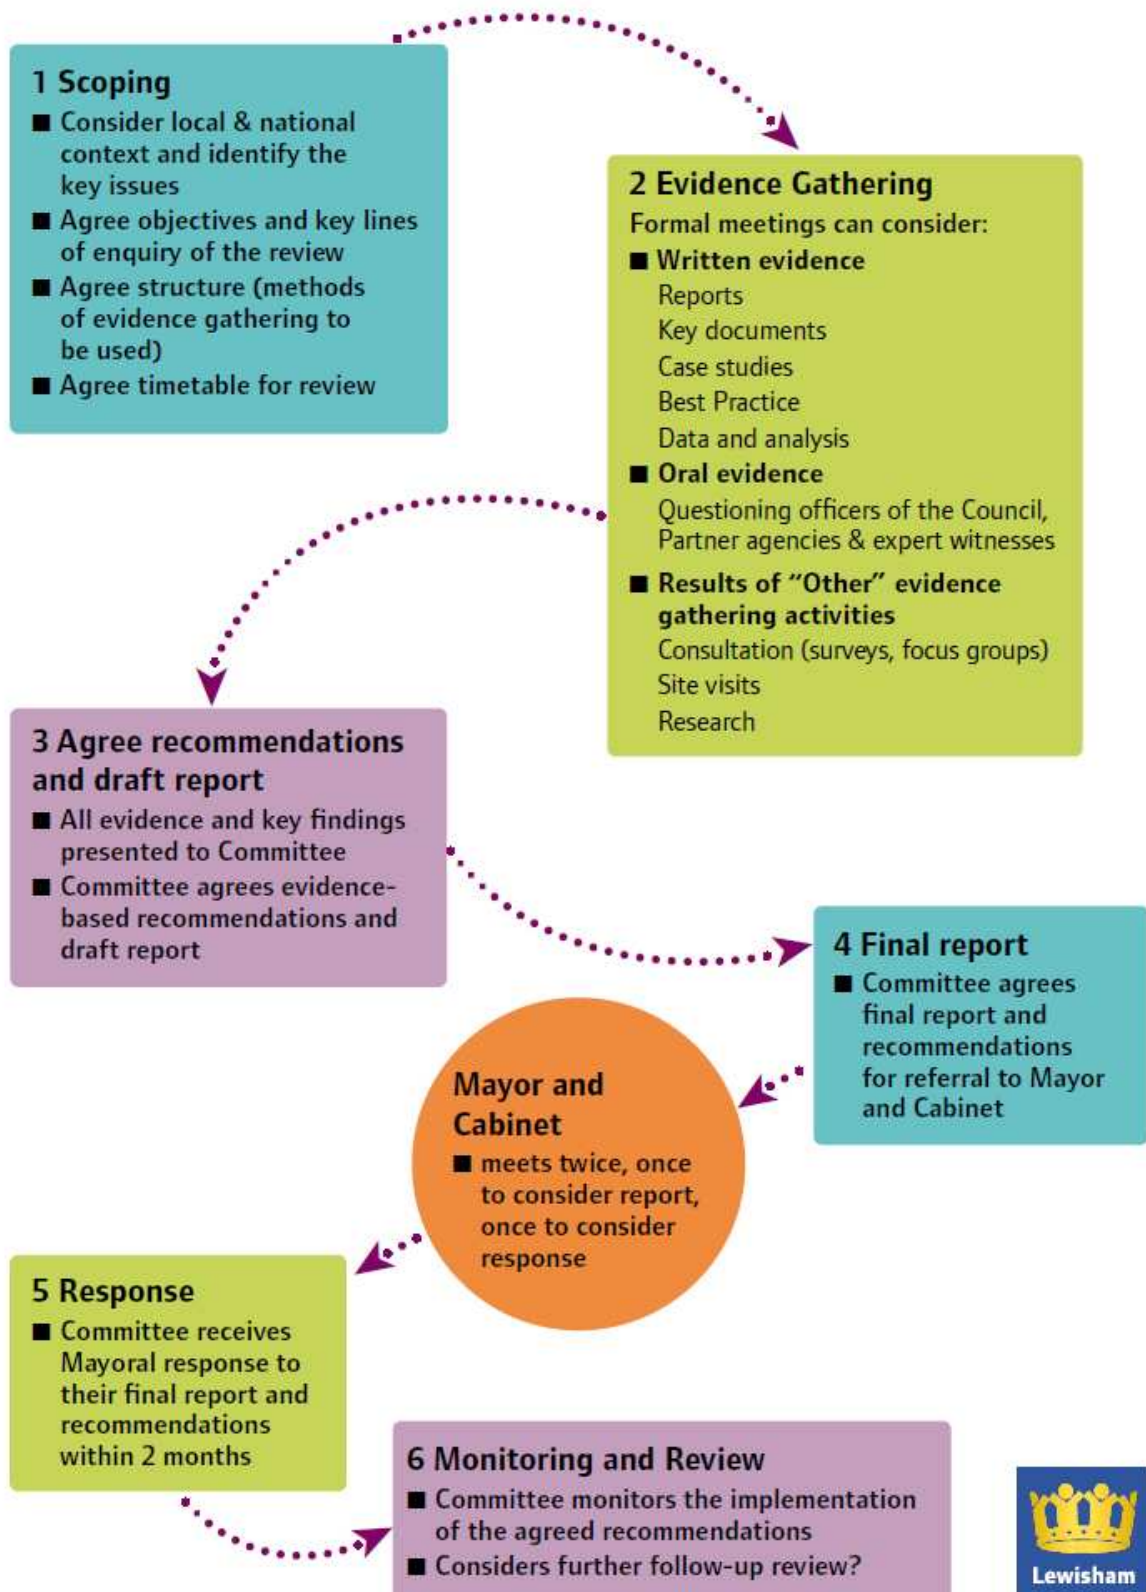 1 Scoping
■ Consider local & national
context and identify the
key issues
■ Agree objectives and key lines
of enquiry of the review
■ Agree structure (methods
of evidence gathering to
be used)
■ Agree timetable for review
2 Evidence Gathering
Formal meetings can consider:
■ Written evidence
Reports
Key documents
Case studies
Best Practice
Data and analysis
■ Oral evidence
Questioning officers of the Council,
Partner agencies & expert witnesses
■ Results of “Other” evidence
gathering activities
Consultation (surveys, focus groups)
Site visits
Research
3 Agree recommendations
and draft report
■ All evidence and key findings
presented to Committee
■ Committee agrees evidence-
based recommendations and
draft report
4 Final report
■ Committee agrees
final report and
recommendations
for referral to Mayor
and Cabinet
Mayor and
Cabinet
■ meets twice, once
to consider report,
once to consider
response
5 Response
■ Committee receives
Mayoral response to
their final report and
recommendations
within 2 months
6 Monitoring and Review
■ Committee monitors the implementation
of the agreed recommendations
■ Considers further follow-up review?
Lewisham